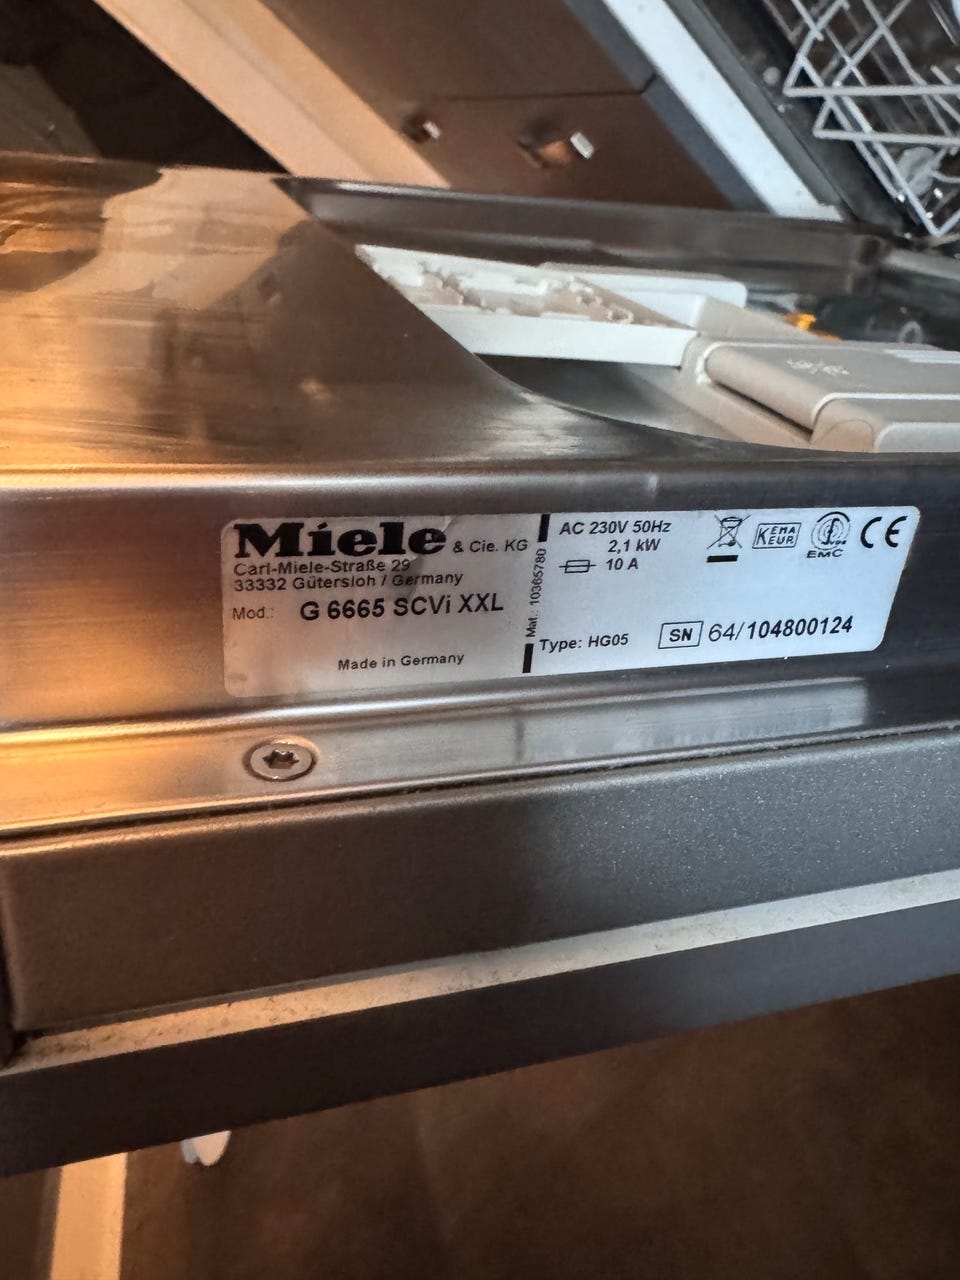 Miele & Cie. KG
Carl-Miele-Straße 29
33332 Gütersloh / Germany
Mod.: G 6665 SCVi XXL
Made in Germany
Mat.: 10365780
AC 230V 50Hz
2,1 kW
10 A
Type: HG05
SN 64/104800124
KEMA
EUR
EMC
CE